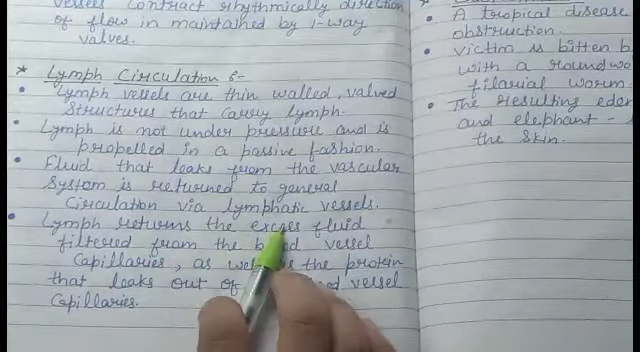 vessels contract rhythmically direction
of flow in maintained by 1-way
valves.
* Lymph Circulation :-
• Lymph vessels are thin walled, valved
structures that carry lymph.
• Lymph is not under pressure and is
propelled in a passive fashion.
• Fluid that leaks from the vascular
system is returned to general
Circulation via lymphatic vessels.
• Lymph returns the excess fluid
filtered from the blood vessel
Capillaries, as well as the protein
that leaks out of vessel
Capillaries.
• A tropical disease
obstruction.
• Victim is bitten b
with a roundwo
filarial worm.
• The resulting ede
and elephant-
the skin.